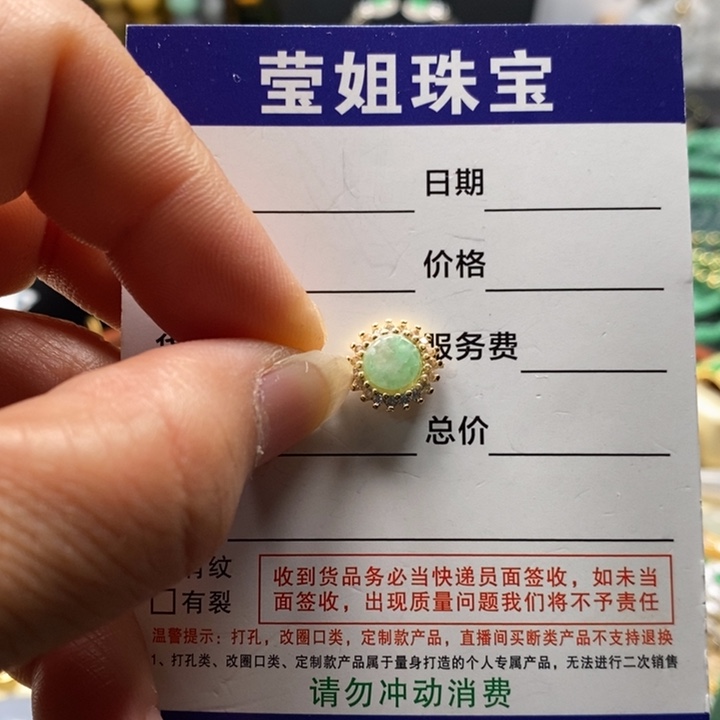 莹姐珠宝
日期
价格
服务费
总价
有纹
有裂
收到货品务必当快递员面签收，如未当
面签收，出现质量问题我们将不予责任
温警提示：打孔，改圈口类，定制款产品，直播间买断类产品不支持退换
1、打孔类、改圈口类、定制款产品属于量身打造的个人专属产品，无法进行二次销售
请勿冲动消费